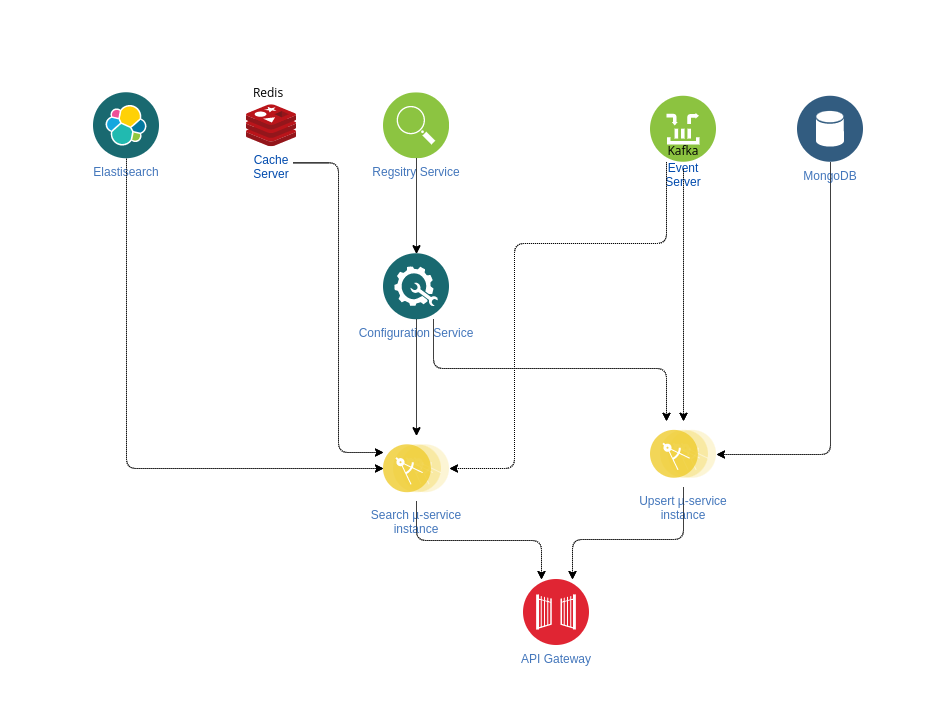 Redis
Kafka
Elastisearch
Cache
Server
Regsitry Service
Event
Server
MongoDB
Configuration Service
Search μ-service
instance
Upsert μ-service
instance
API Gateway